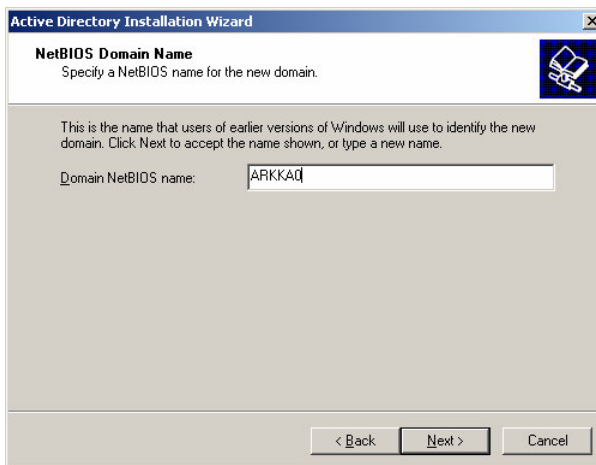 Active Directory Installation Wizard
NetBIOS Domain Name
Specify a NetBIOS name for the new domain.
This is the name that users of earlier versions of Windows will use to identify the new
domain. Click Next to accept the name shown, or type a new name.
Domain NetBIOS name: ARKKA0
< Back Next > Cancel